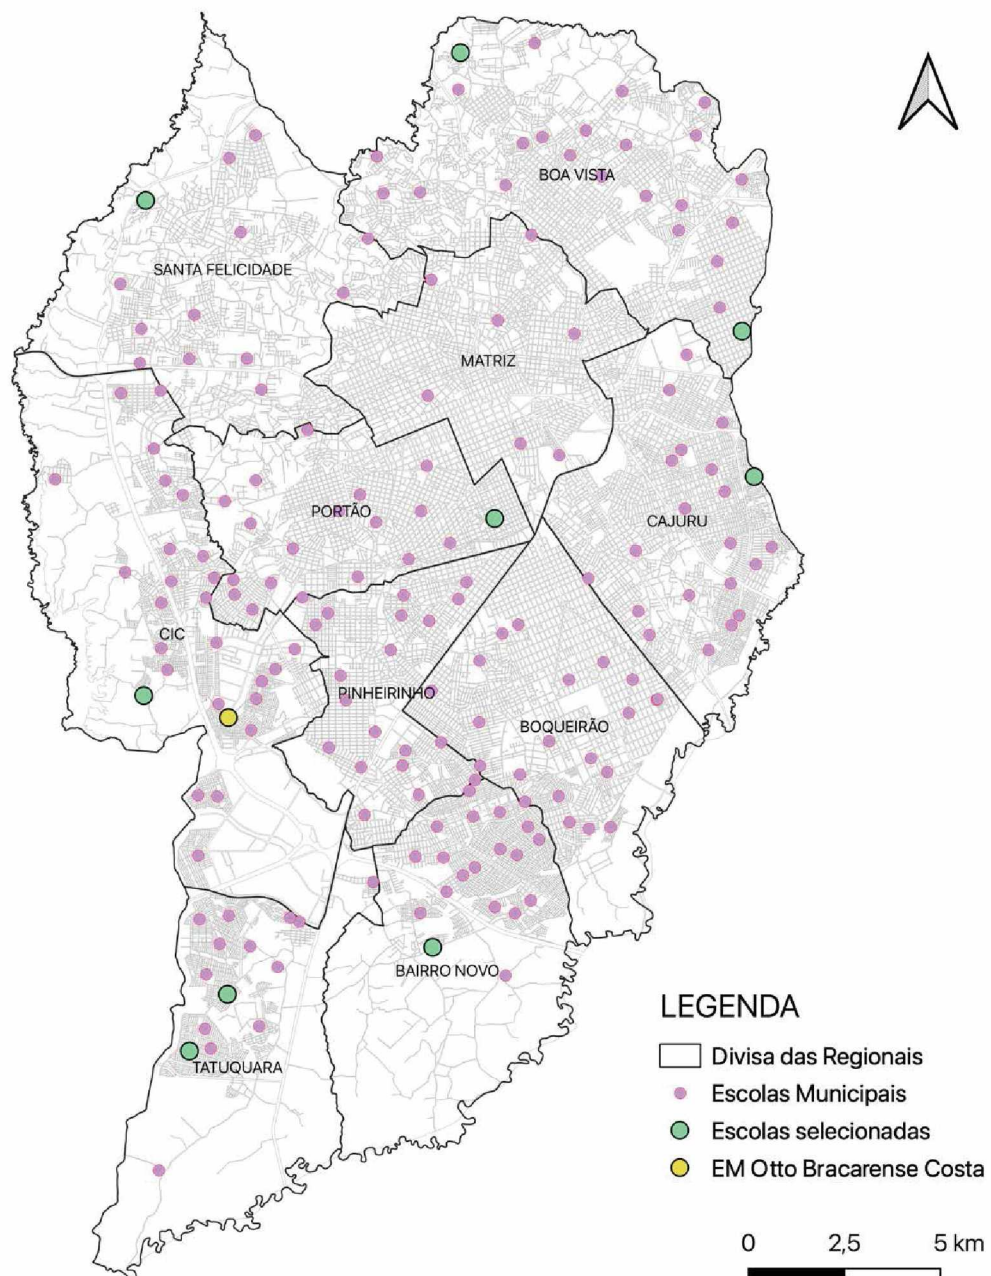 BOA VISTA
SANTA FELICIDADE
MATRIZ
PORTÃO
CAJURU
CIC
PINHEIRINHO
BOQUEIRÃO
BAIRRO NOVO
TATUQUARA
LEGENDA
Divisa das Regionais
Escolas Municipais
Escolas selecionadas
EM Otto Bracarense Costa
0 2,5 5 km